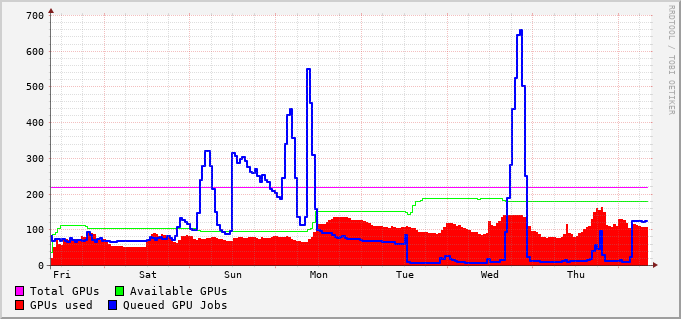 700
600
500
400
300
200
100
0
Fri Sat Sun Mon Tue Wed Thu
Total GPUs Available GPUs
GPUs used Queued GPU Jobs
RRDTOOL / TOBI OETIKER